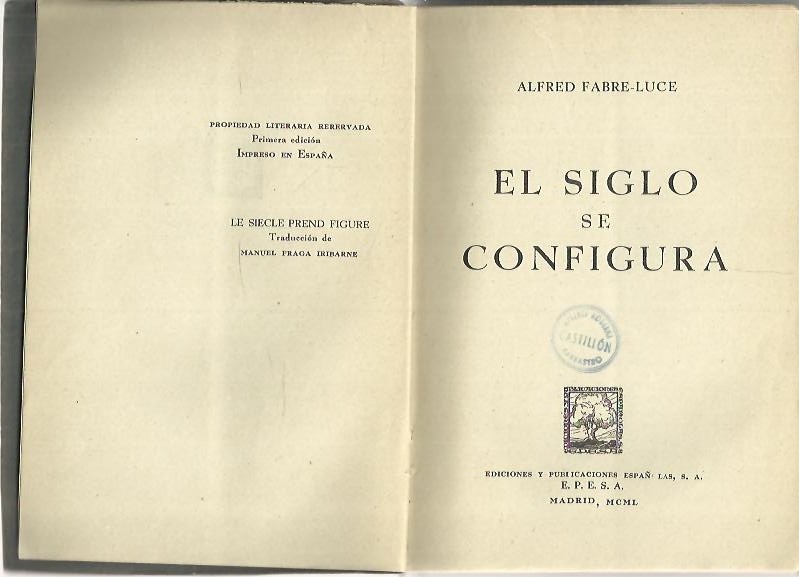 PROPIEDAD LITERARIA RERERVADA
Primera edición
IMPRESO EN ESPAÑA
LE SIECLE PREND FIGURE
Traducción de
MANUEL FRAGA IRIBARNE
ALFRED FABRE-LUCE
EL SIGLO
SE
CONFIGURA
CASTILLÓN
BARBASTRO
EDICIONES Y PUBLICACIONES ESPAÑ LAS, S. A.
E. P. E. S. A.
MADRID, MCML